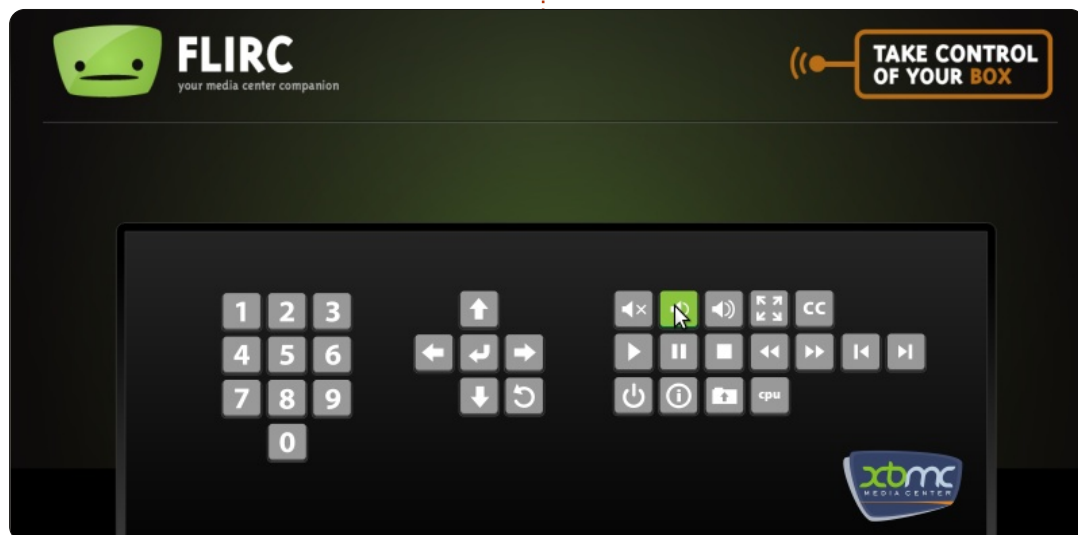 FLIRC
your media center companion
TAKE CONTROL
OF YOUR BOX
1 2 3
4 5 6
7 8 9
0
CC
cpu
xbmc
MEDIA CENTER